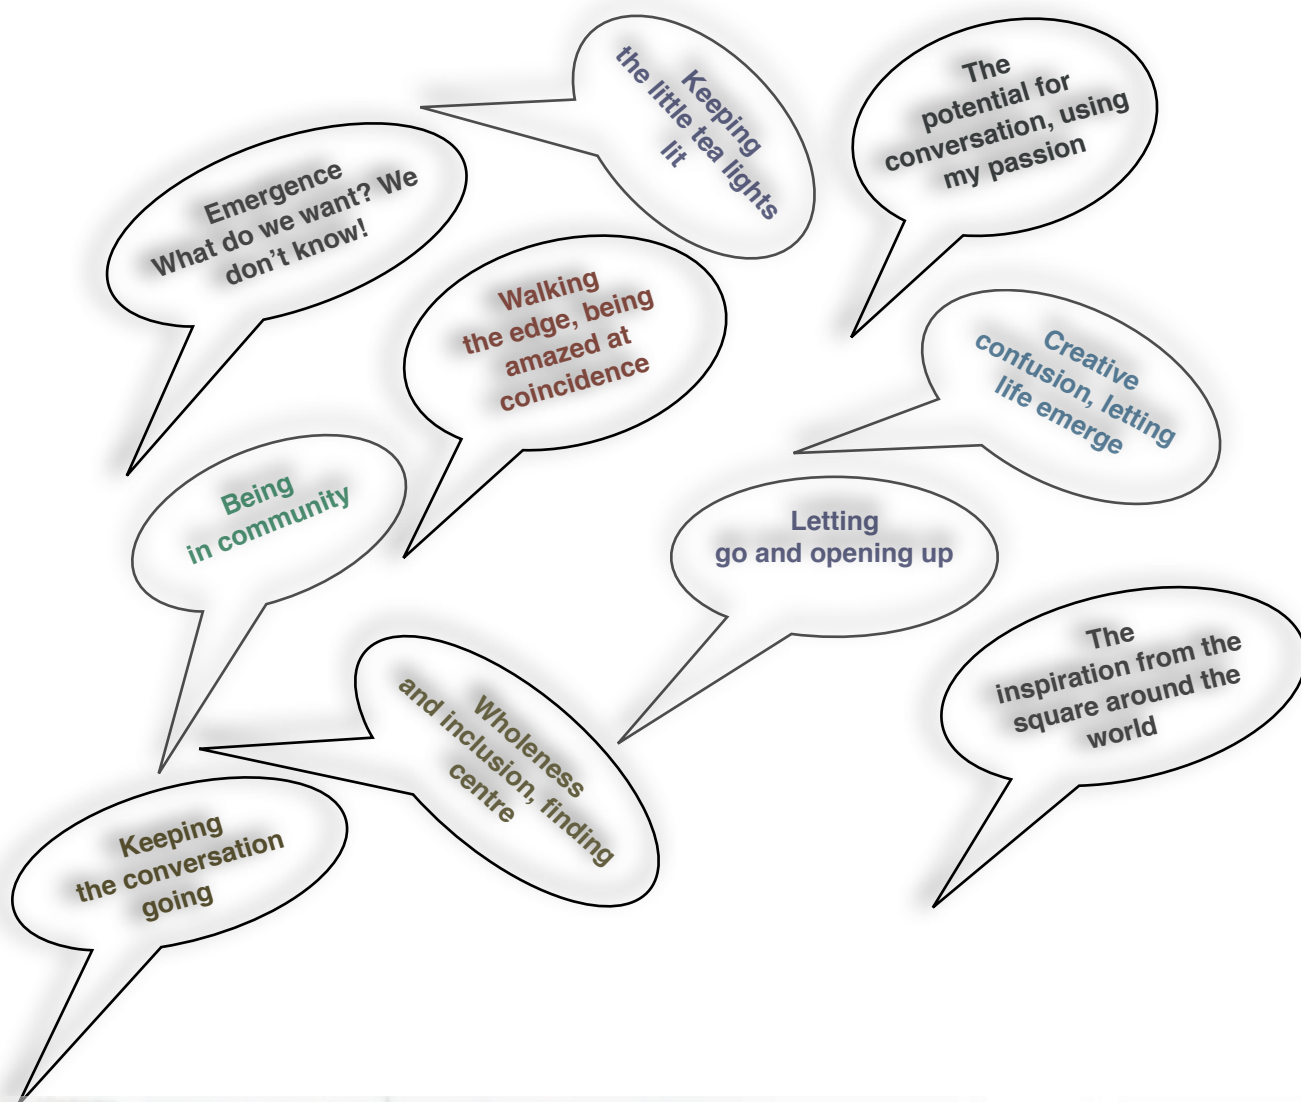 Keeping
the little tea lights
lit
The
potential for
conversation, using
my passion
Emergence
What do we want? We
don’t know!
Walking
the edge, being
amazed at
coincidence
Creative
confusion, letting
life emerge
Being
in community
Letting
go and opening up
The
inspiration from the
square around the
world
Wholeness
and inclusion, finding
centre
Keeping
the conversation
going